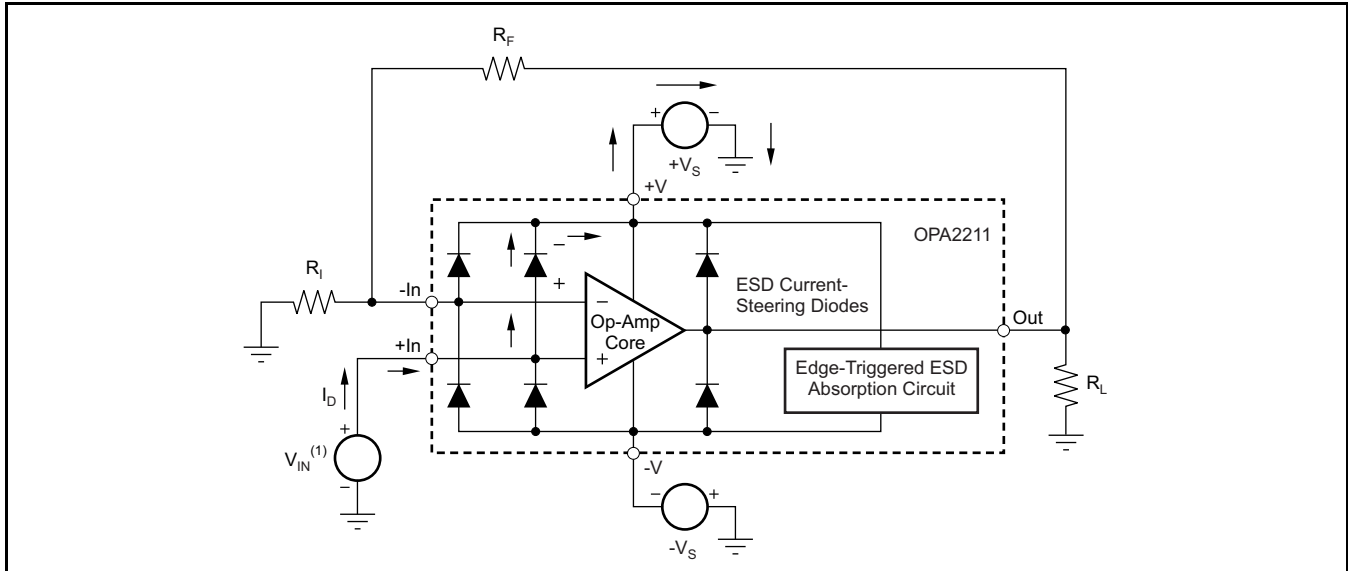 R_F
+ −
+V_S
+V
OPA2211
−
+
R_I
-In
−
Op-Amp
Core
+
ESD Current-
Steering Diodes
Out
+In
Edge-Triggered ESD
Absorption Circuit
R_L
I_D
+
V_IN^(1)
−
-V
− +
-V_S